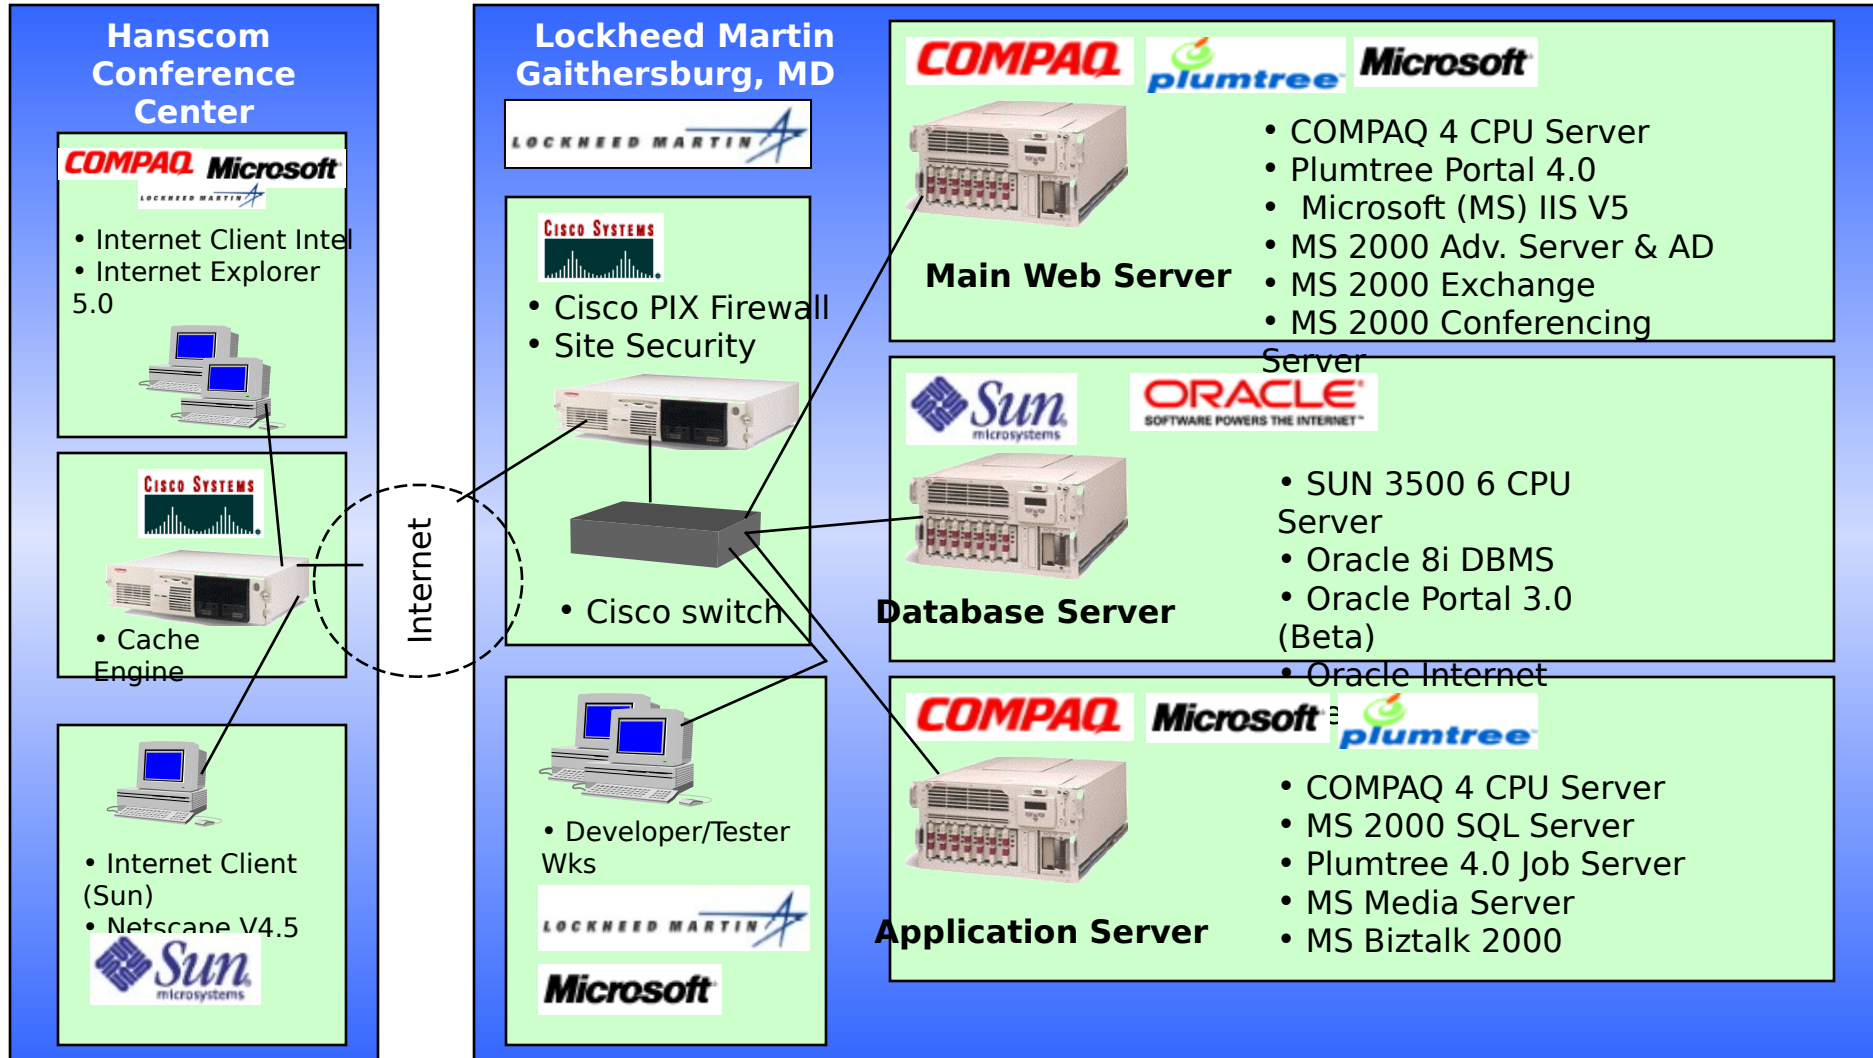 Hanscom
Conference
Center
COMPAQ Microsoft
LOCKHEED MARTIN
• Internet Client Intel
• Internet Explorer
5.0
CISCO SYSTEMS
• Cache
Engine
• Internet Client
(Sun)
• Netscape V4.5
Sun
microsystems
Internet
Lockheed Martin
Gaithersburg, MD
LOCKHEED MARTIN
CISCO SYSTEMS
• Cisco PIX Firewall
• Site Security
• Cisco switch
• Developer/Tester
Wks
LOCKHEED MARTIN
Microsoft
COMPAQ plumtree Microsoft
Main Web Server
• COMPAQ 4 CPU Server
• Plumtree Portal 4.0
• Microsoft (MS) IIS V5
• MS 2000 Adv. Server & AD
• MS 2000 Exchange
• MS 2000 Conferencing
Server
Sun
microsystems
ORACLE
SOFTWARE POWERS THE INTERNET™
Database Server
• SUN 3500 6 CPU
Server
• Oracle 8i DBMS
• Oracle Portal 3.0
(Beta)
• Oracle Internet
COMPAQ Microsoft plumtree
Application Server
• COMPAQ 4 CPU Server
• MS 2000 SQL Server
• Plumtree 4.0 Job Server
• MS Media Server
• MS Biztalk 2000